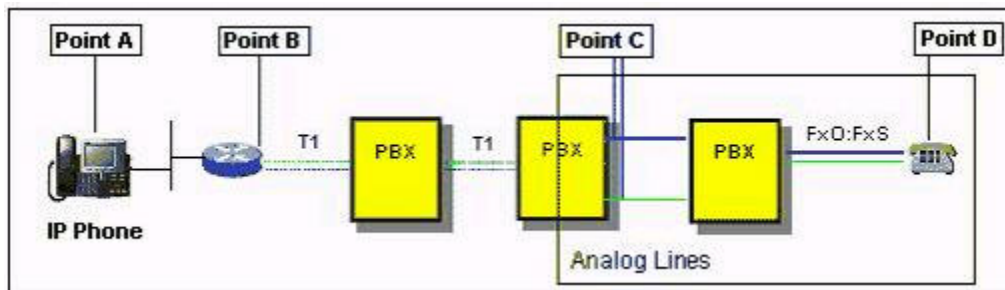 Point A
Point B
Point C
Point D
T1
PBX
T1
PBX
PBX
FxO:FxS
IP Phone
Analog Lines